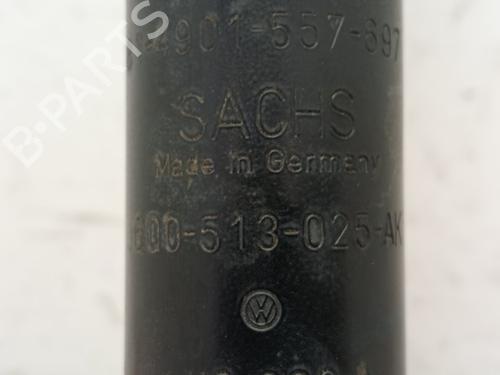 901-557-697
SACHS
Made in Germany
600-513-025-AK
VW
B-PARTS